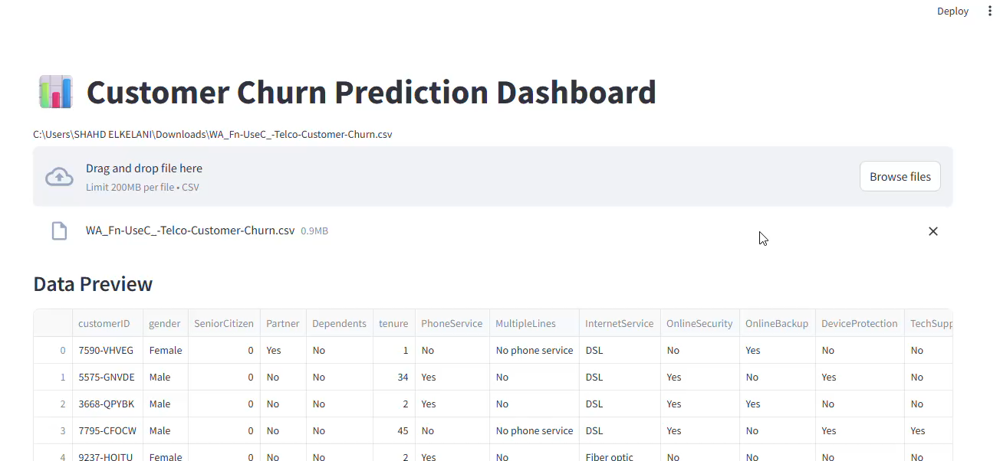 Deploy
Customer Churn Prediction Dashboard
C:\Users\SHAHD ELKELANI\Downloads\WA_Fn-UseC_-Telco-Customer-Churn.csv
Drag and drop file here
Limit 200MB per file • CSV
Browse files
WA_Fn-UseC_-Telco-Customer-Churn.csv 0.9MB
Data Preview
customerID gender SeniorCitizen Partner Dependents tenure PhoneService MultipleLines InternetService OnlineSecurity OnlineBackup DeviceProtection TechSupp
0 7590-VHVEG Female 0 Yes No 1 No No phone service DSL No Yes No No
1 5575-GNVDE Male 0 No No 34 Yes No DSL Yes No Yes No
2 3668-QPYBK Male 0 No No 2 Yes No DSL Yes Yes No No
3 7795-CFOCW Male 0 No No 45 No No phone service DSL Yes No Yes Yes
4 9237-HQITU Female 0 No No 2 Yes No Fiber optic No No No No